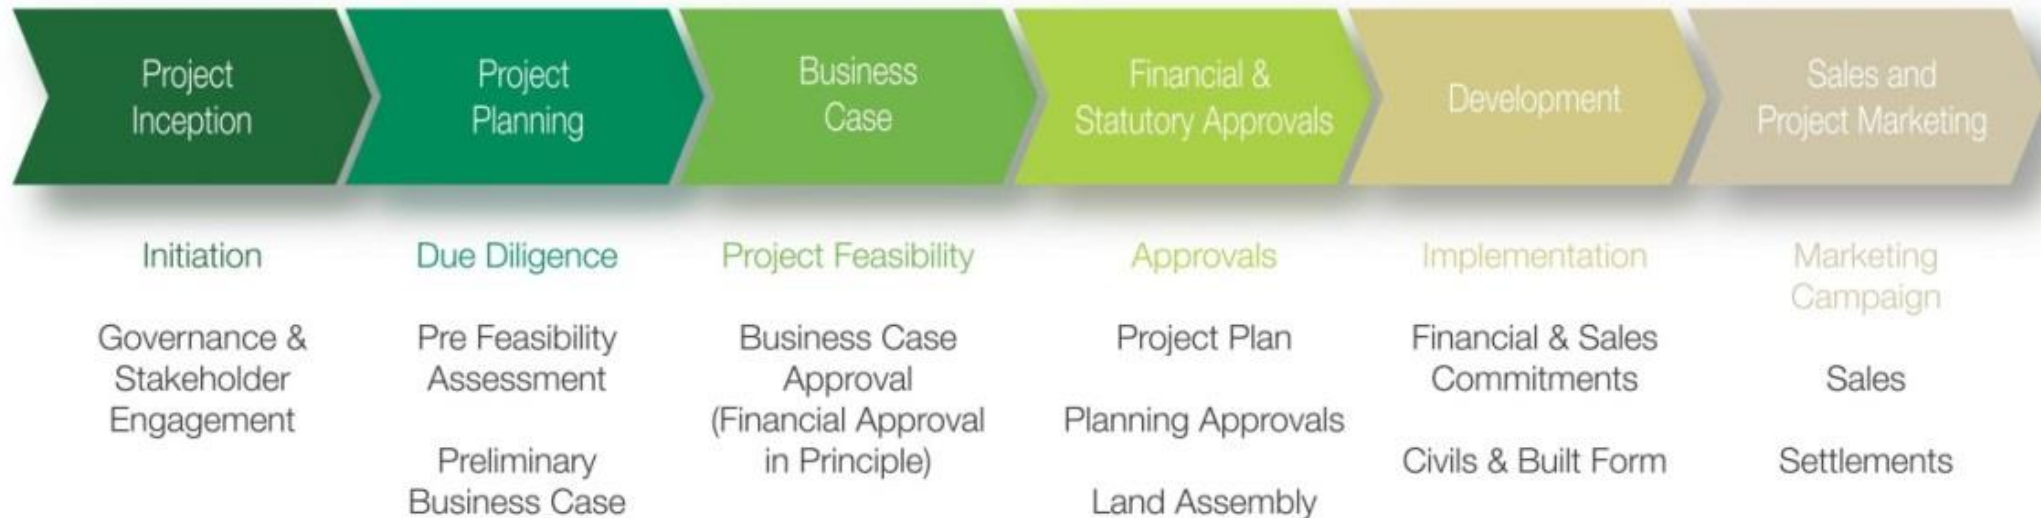 Project
Inception
Project
Planning
Business
Case
Financial &
Statutory Approvals
Development
Sales and
Project Marketing
Initiation
Governance &
Stakeholder
Engagement
Due Diligence
Pre Feasibility
Assessment
Preliminary
Business Case
Project Feasibility
Business Case
Approval
(Financial Approval
in Principle)
Approvals
Project Plan
Planning Approvals
Land Assembly
Implementation
Financial & Sales
Commitments
Civils & Built Form
Marketing
Campaign
Sales
Settlements